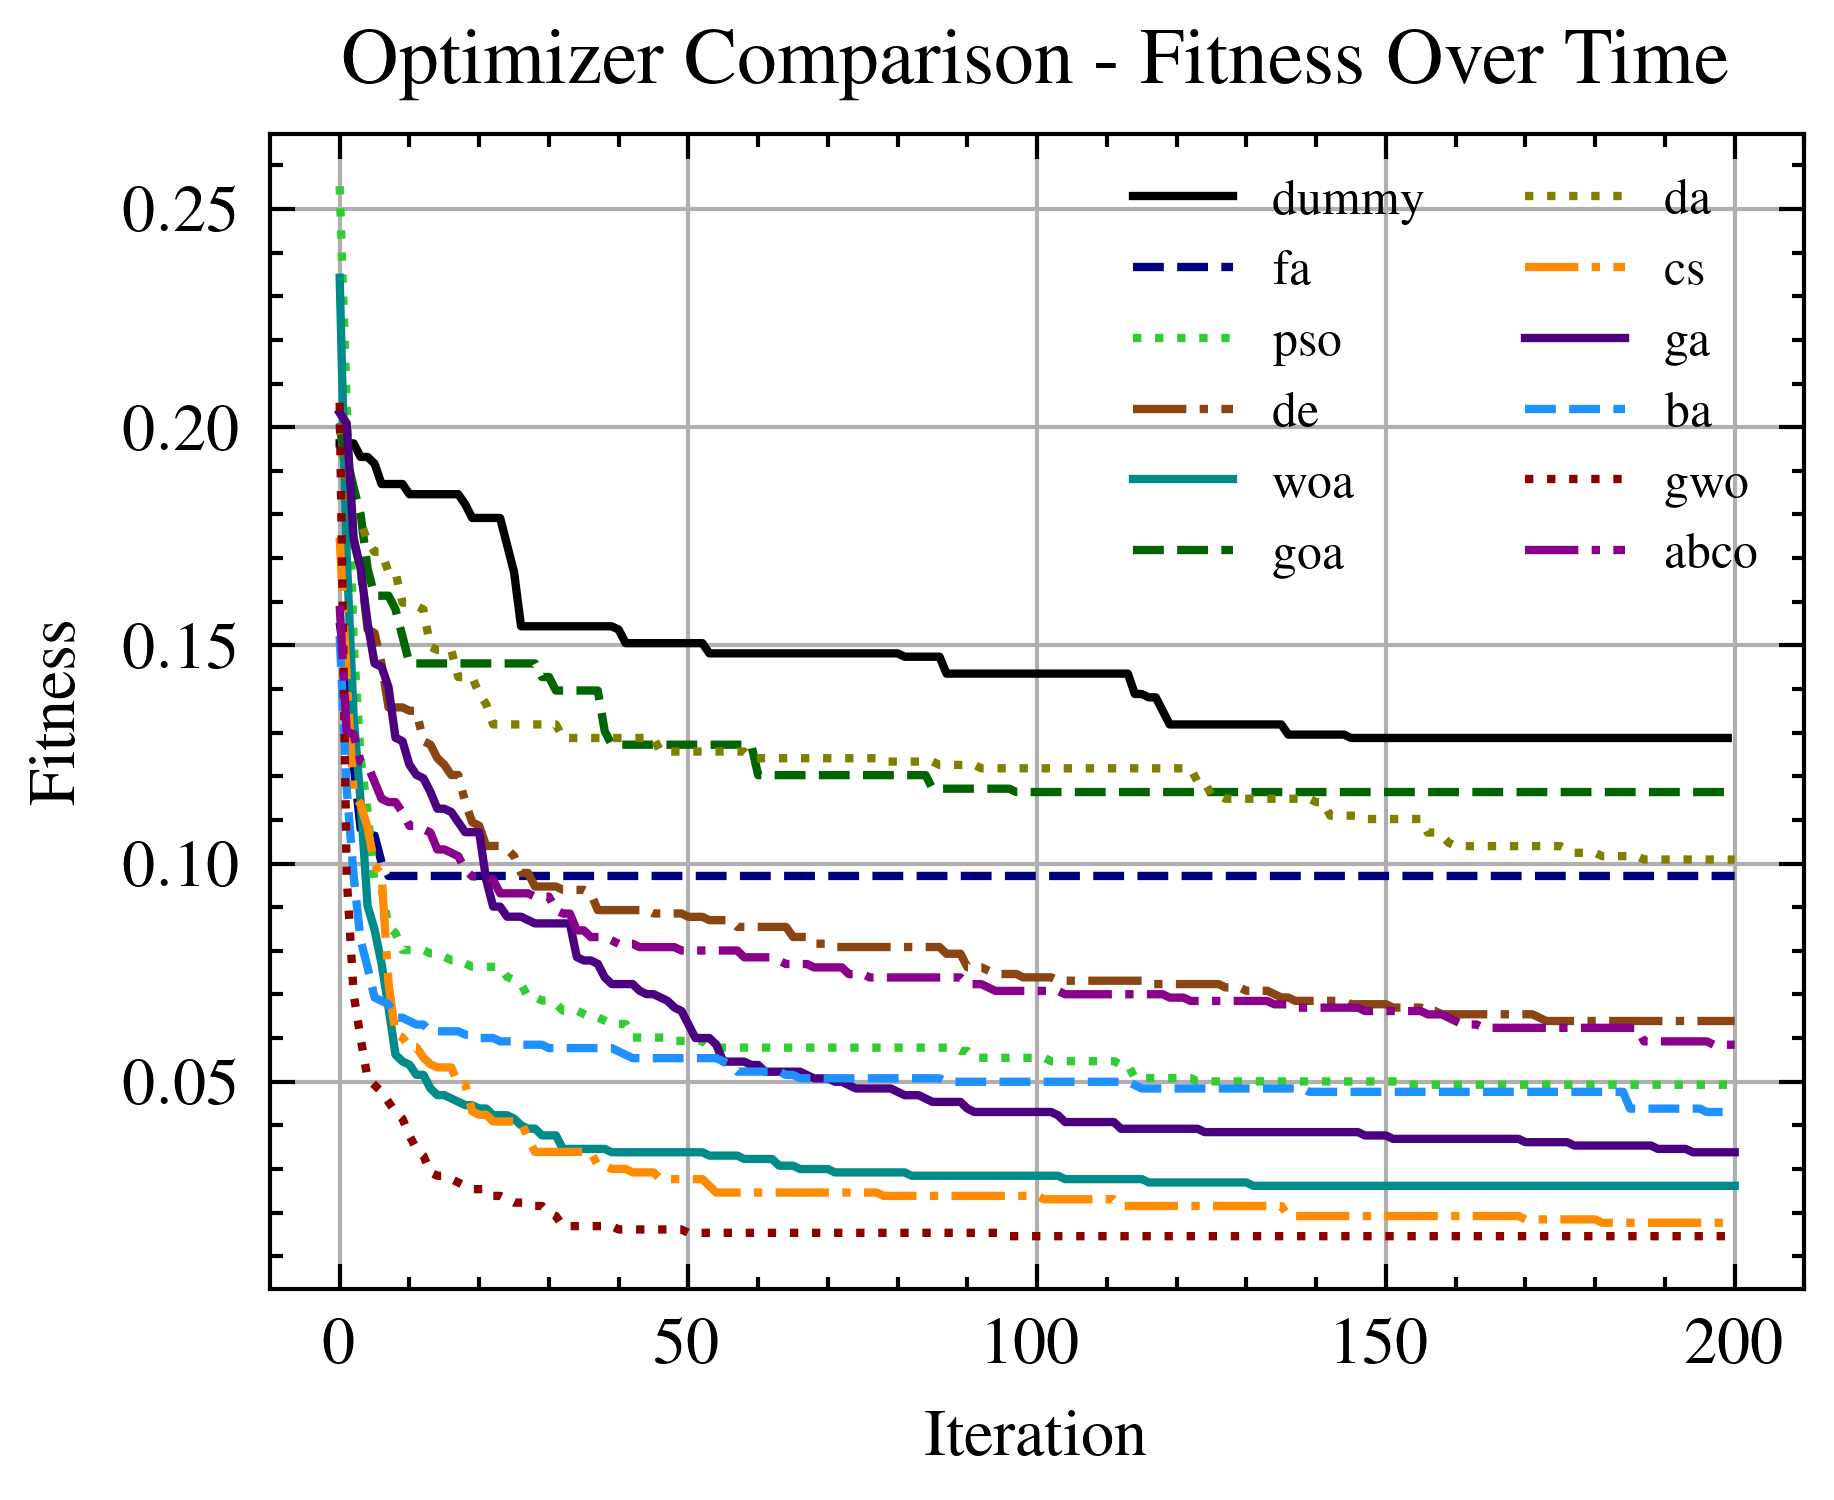 Optimizer Comparison - Fitness Over Time
Fitness
0.25
0.20
0.15
0.10
0.05
dummy
fa
pso
de
woa
goa
da
cs
ga
ba
gwo
abco
0 50 100 150 200
Iteration